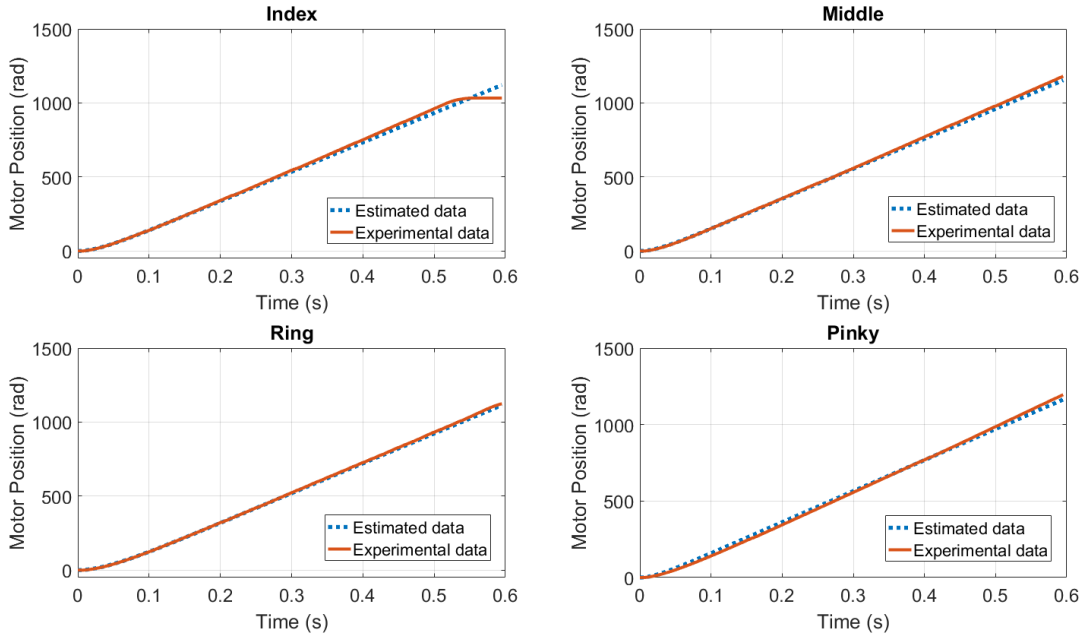 Index
Motor Position (rad)
1500
1000
500
0
0 0.1 0.2 0.3 0.4 0.5 0.6
Time (s)
Estimated data
Experimental data
Middle
Motor Position (rad)
1500
1000
500
0
0 0.1 0.2 0.3 0.4 0.5 0.6
Time (s)
Estimated data
Experimental data
Ring
Motor Position (rad)
1500
1000
500
0
0 0.1 0.2 0.3 0.4 0.5 0.6
Time (s)
Estimated data
Experimental data
Pinky
Motor Position (rad)
1500
1000
500
0
0 0.1 0.2 0.3 0.4 0.5 0.6
Time (s)
Estimated data
Experimental data